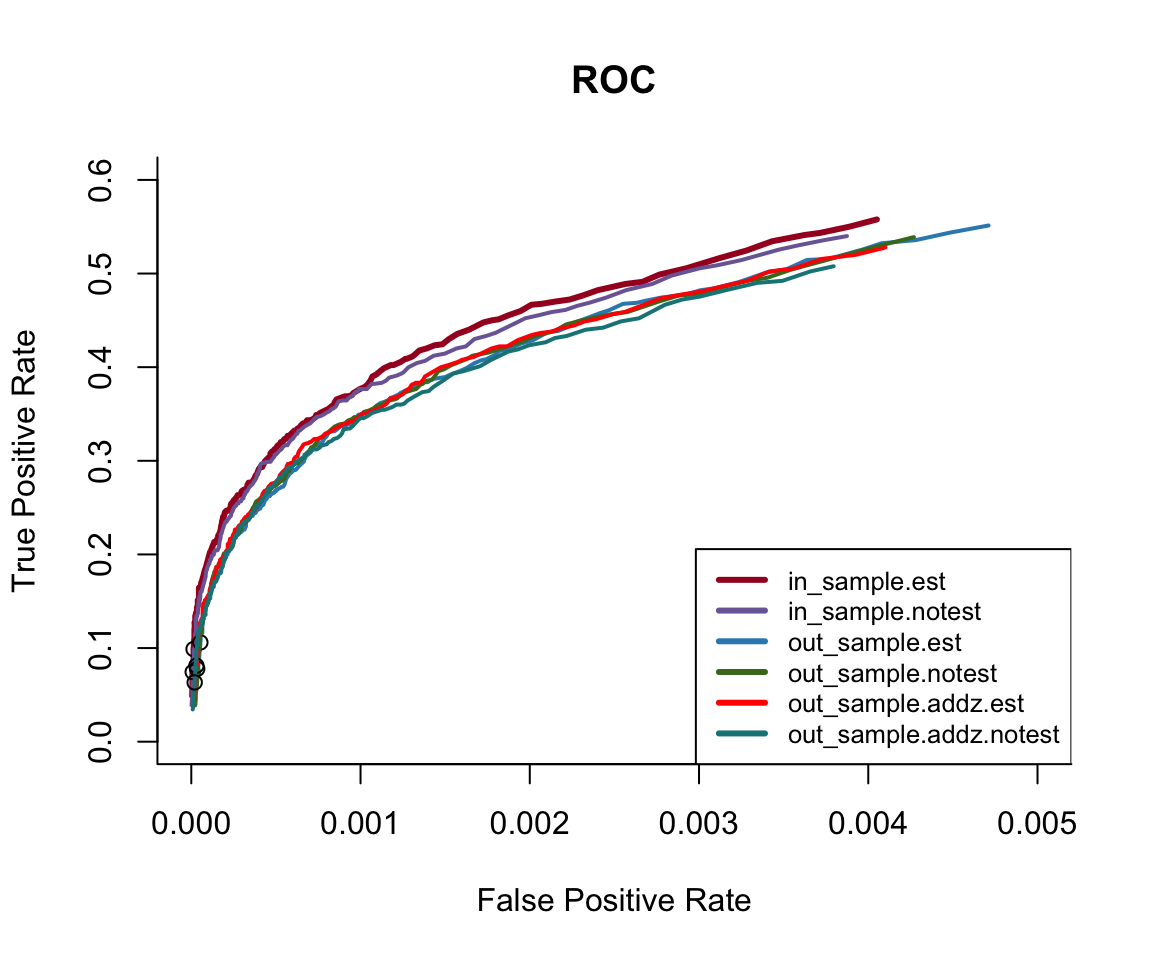 ROC
True Positive Rate
0.6
0.5
0.4
0.3
0.2
0.1
0.0
in_sample.est
in_sample.notest
out_sample.est
out_sample.notest
out_sample.addz.est
out_sample.addz.notest
0.000 0.001 0.002 0.003 0.004 0.005
False Positive Rate